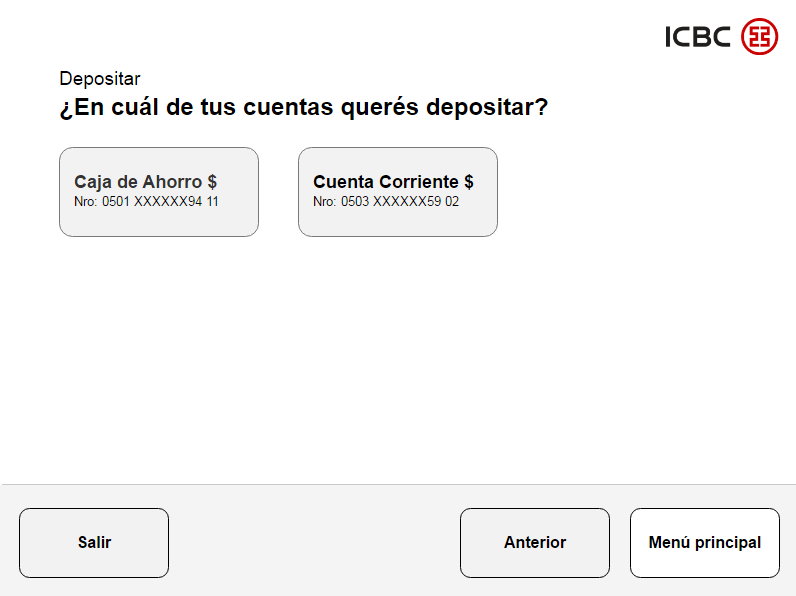 ICBC
Depositar
¿En cuál de tus cuentas querés depositar?
Caja de Ahorro $
Nro: 0501 XXXXXX94 11
Cuenta Corriente $
Nro: 0503 XXXXXX59 02
Salir
Anterior
Menú principal